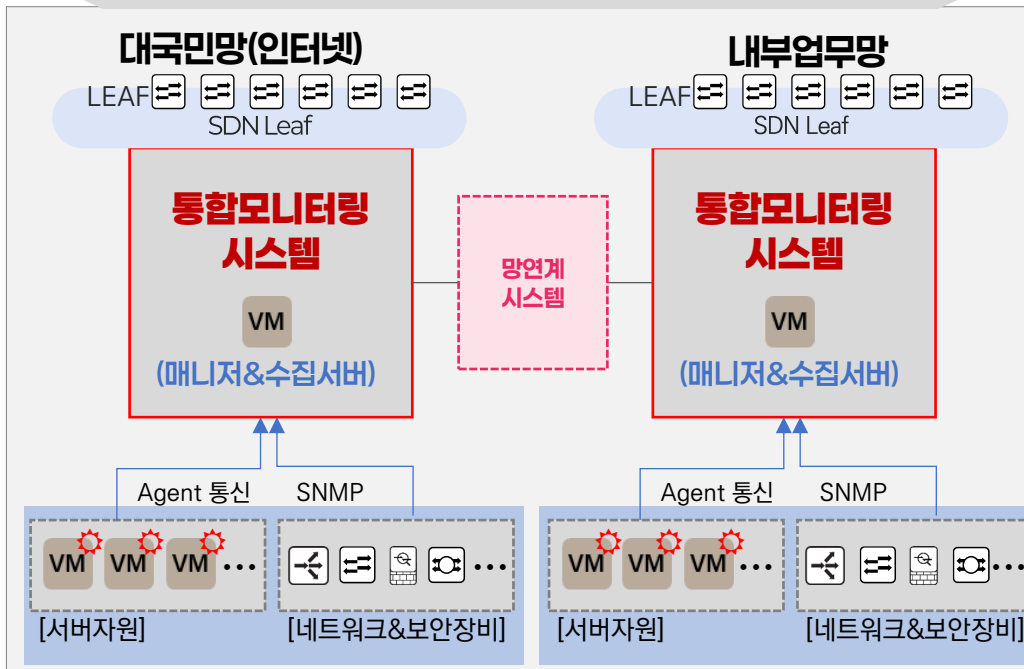 대국민망(인터넷)
LEAF
SDN Leaf
통합모니터링
시스템
VM
(매니저&수집서버)
망연계
시스템
내부업무망
LEAF
SDN Leaf
통합모니터링
시스템
VM
(매니저&수집서버)
Agent 통신
SNMP
VM VM VM ...
...
[서버자원]
[네트워크&보안장비]
Agent 통신
SNMP
VM VM VM ...
...
[서버자원]
[네트워크&보안장비]